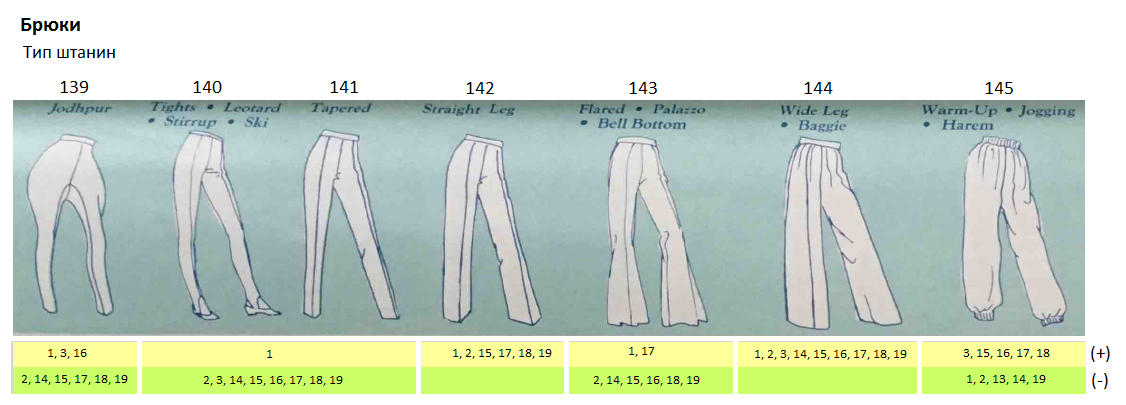 Брюки
Тип штанин
139 140 141 142 143 144 145
Jodhpur Tights • Leotard Tapered Straight Leg Flared • Palazzo Wide Leg Warm-Up • Jogging
• Stirrup • Ski • Bell Bottom • Baggie • Harem
1, 3, 16 1 1, 2, 15, 17, 18, 19 1, 17 1, 2, 3, 14, 15, 16, 17, 18, 19 3, 15, 16, 17, 18 (+)
2, 14, 15, 17, 18, 19 2, 3, 14, 15, 16, 17, 18, 19 2, 14, 15, 16, 18, 19 1, 2, 13, 14, 19 (-)